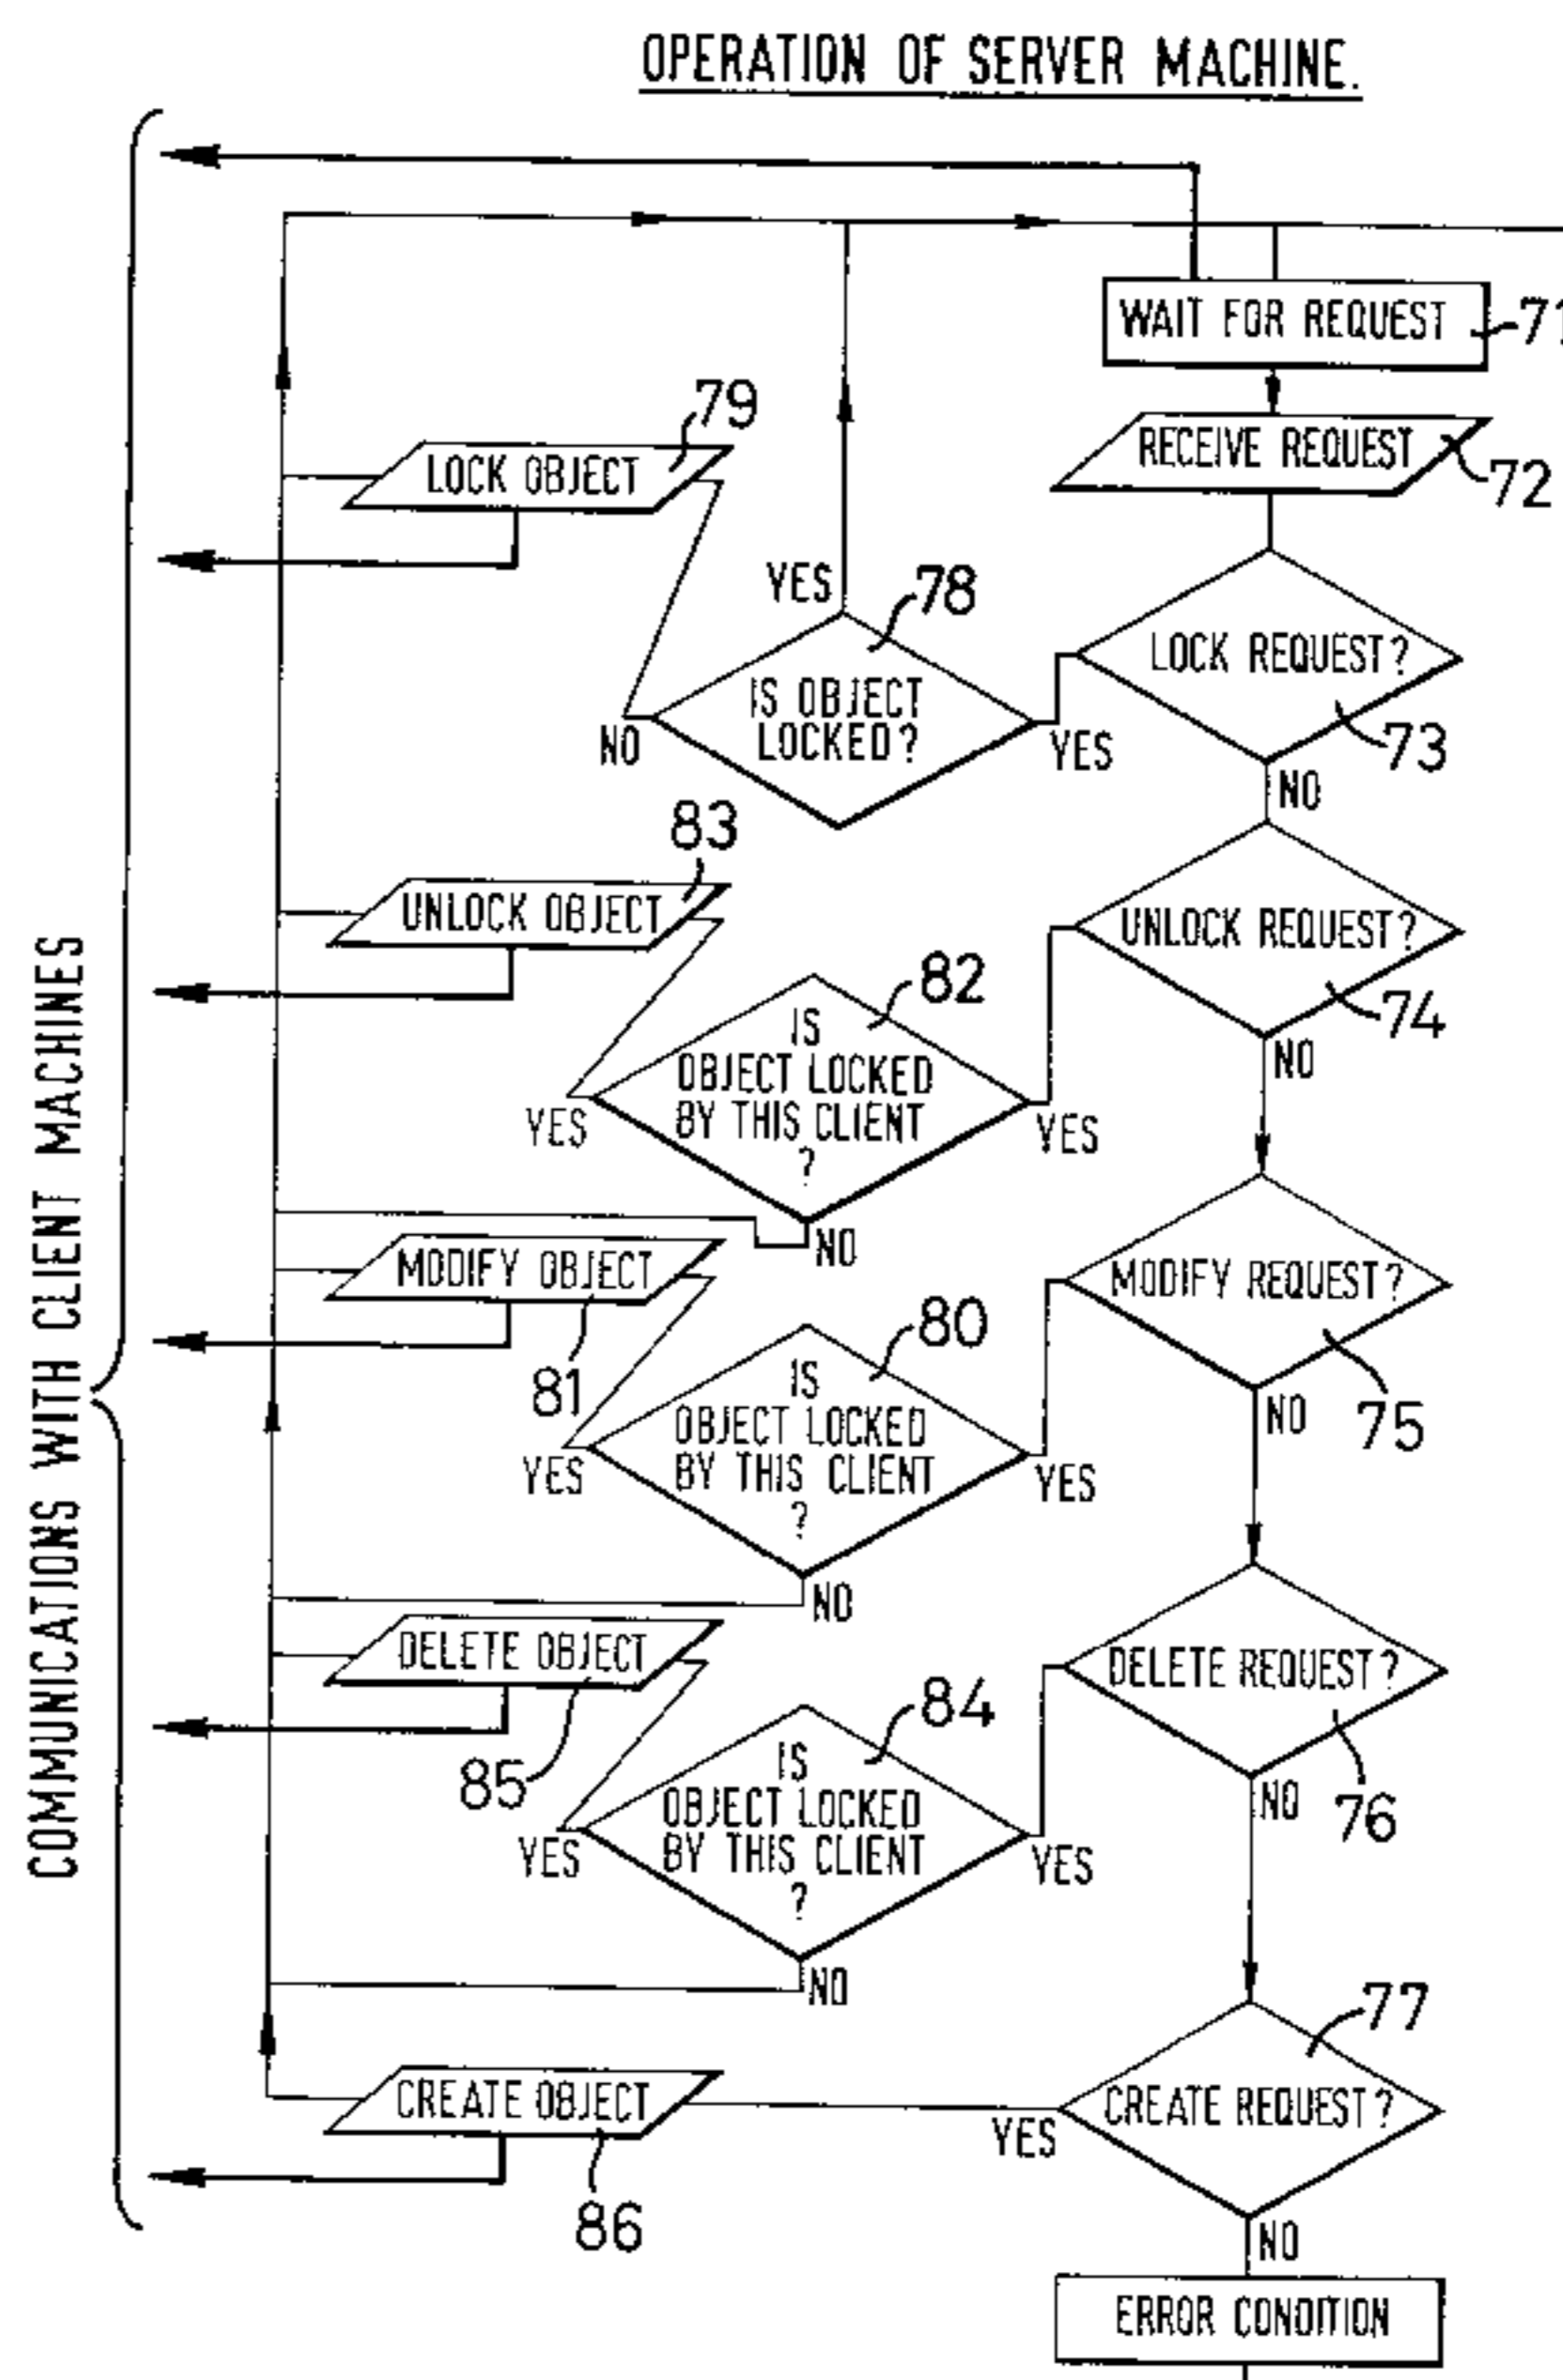 OPERATION OF SERVER MACHINE.
WAIT FOR REQUEST
71
79
LOCK OBJECT
RECEIVE REQUEST
72
YES
78
LOCK REQUEST?
IS OBJECT
LOCKED?
NO
YES
73
NO
83
UNLOCK OBJECT
UNLOCK REQUEST?
82
74
IS
OBJECT LOCKED
BY THIS CLIENT
?
YES
YES
NO
NO
MODIFY OBJECT
MODIFY REQUEST?
81
80
IS
OBJECT LOCKED
BY THIS CLIENT
?
YES
YES
75
NO
NO
DELETE OBJECT
DELETE REQUEST?
85
84
IS
OBJECT LOCKED
BY THIS CLIENT
?
YES
YES
76
NO
NO
77
CREATE OBJECT
CREATE REQUEST?
YES
86
NO
ERROR CONDITION
COMMUNICATIONS WITH CLIENT MACHINES